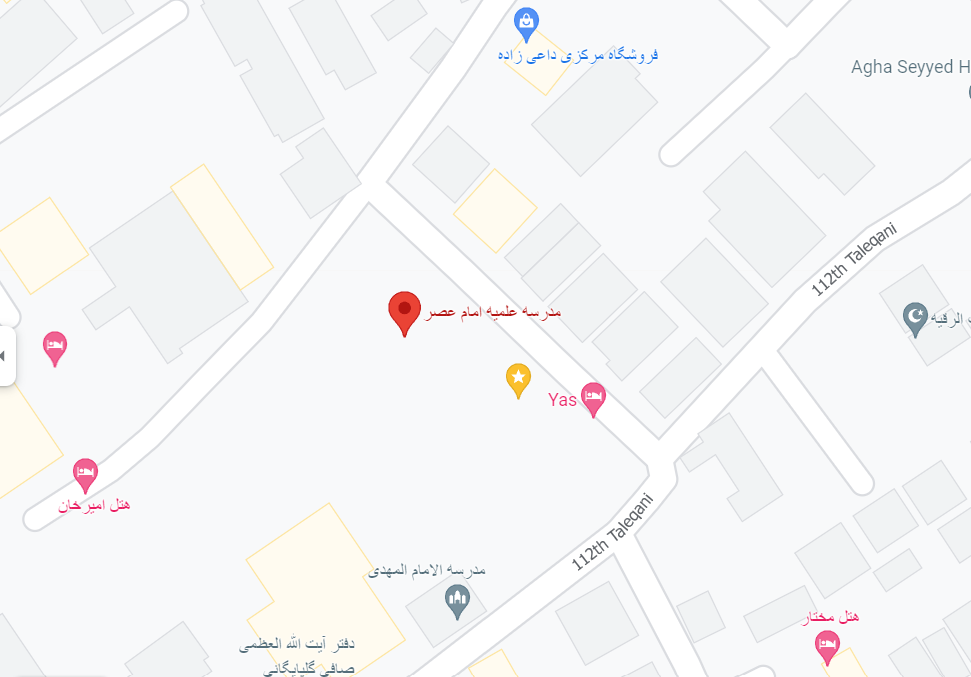 فروشگاه مرکزی داعی زاده
Agha Seyyed H
112th Taleqani
مدرسه علمیه امام عصر
الرقیه
Yas
هتل امیرخان
112th Taleqani
مدرسه الامام المهدی
هتل مختار
دفتر آیت الله العظمی
صافی گلپایگانی